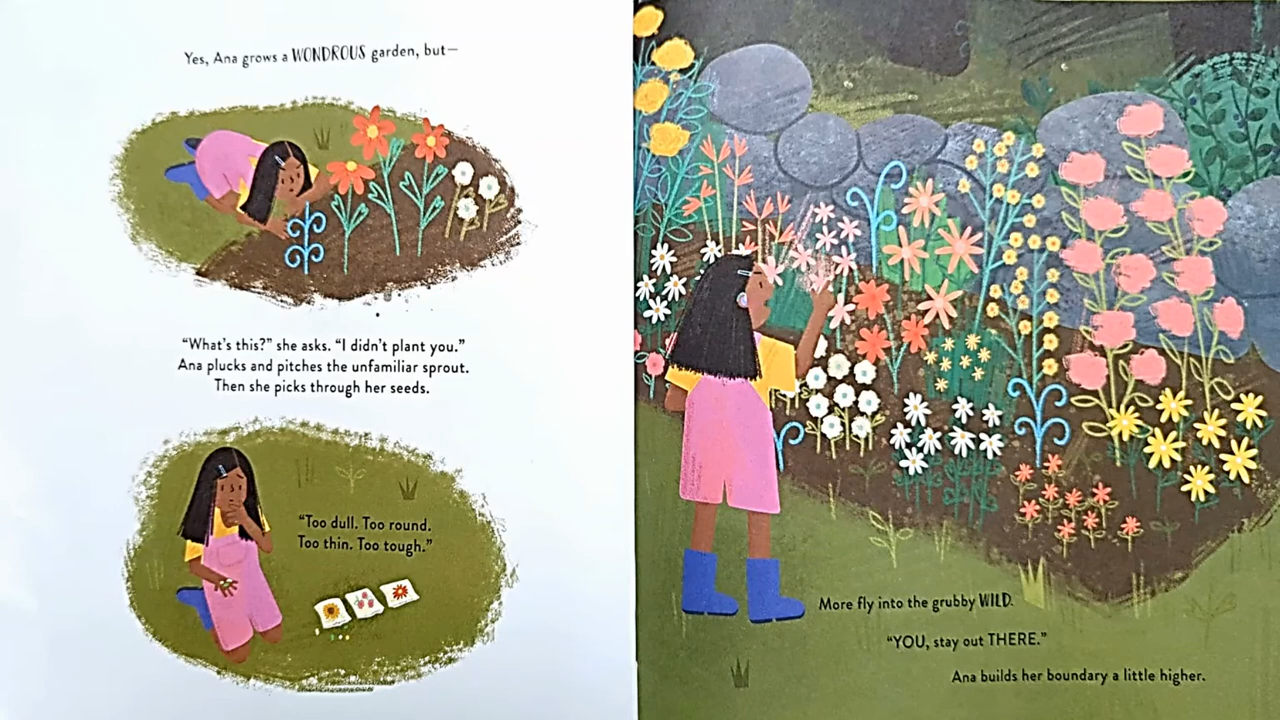 Yes, Ana grows a WONDROUS garden, but—
"What's this?" she asks. "I didn't plant you."
Ana plucks and pitches the unfamiliar sprout.
Then she picks through her seeds.
"Too dull. Too round.
Too thin. Too tough."
More fly into the grubby WILD.
"YOU, stay out THERE."
Ana builds her boundary a little higher.